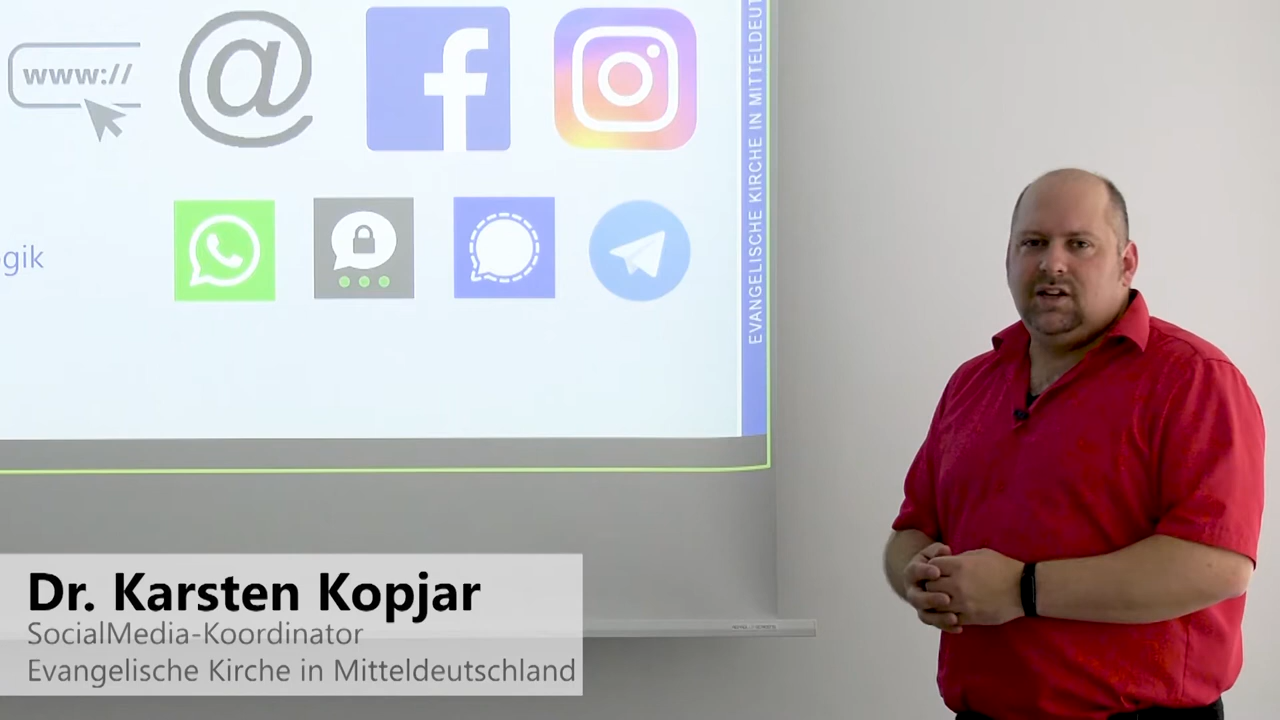 www://
@
f
gik
EVANGELISCHE KIRCHE IN MITTELDEUT
Dr. Karsten Kopjar
SocialMedia-Koordinator
Evangelische Kirche in Mitteldeutschland